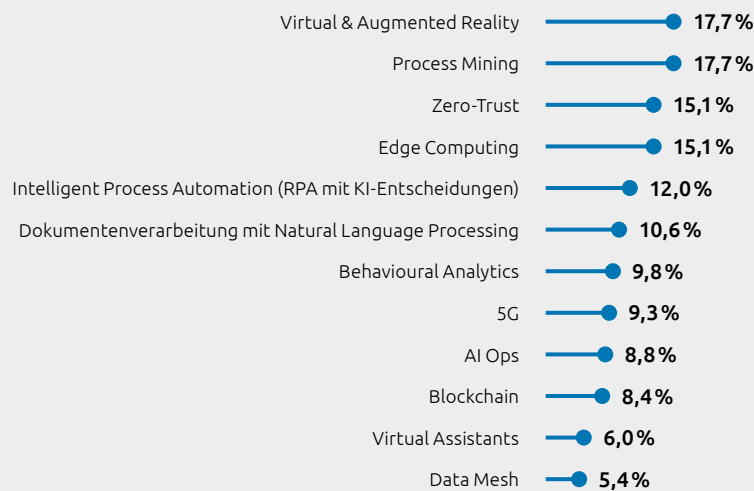 Virtual & Augmented Reality 17,7 %
Process Mining 17,7 %
Zero-Trust 15,1 %
Edge Computing 15,1 %
Intelligent Process Automation (RPA mit KI-Entscheidungen) 12,0 %
Dokumentenverarbeitung mit Natural Language Processing 10,6 %
Behavioural Analytics 9,8 %
5G 9,3 %
AI Ops 8,8 %
Blockchain 8,4 %
Virtual Assistants 6,0 %
Data Mesh 5,4 %